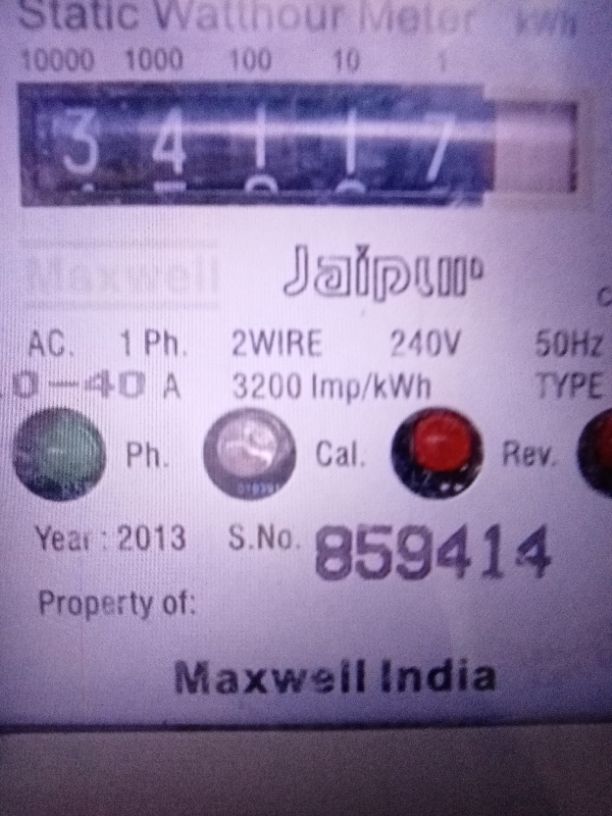 Static Watthour Meter kWh
10000 1000 100 10 1
3 4 1 1 7
Maxwell
Jaipur
AC. 1 Ph. 2WIRE 240V 50Hz
0-40 A 3200 Imp/kWh TYPE
Ph. Cal. Rev.
Year : 2013 S.No. 859414
Property of:
Maxwell India